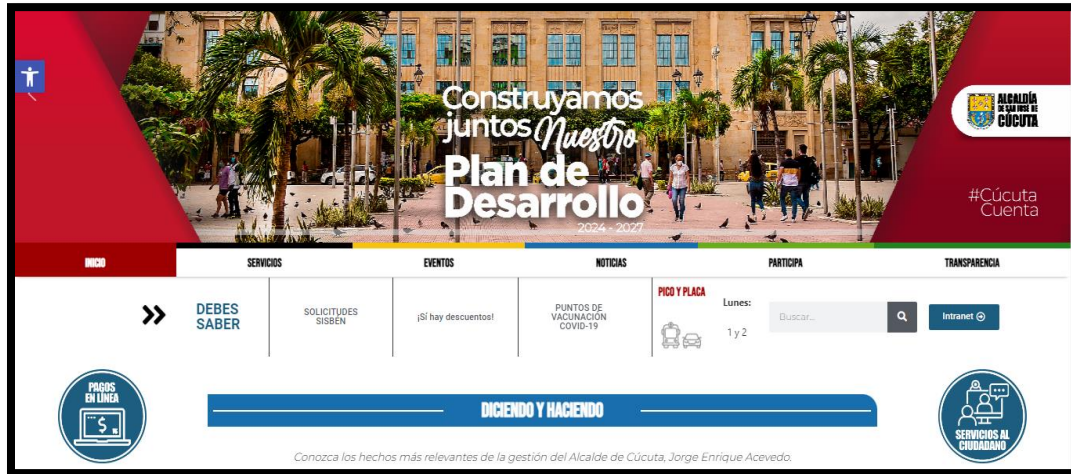 Construyamos
juntos Nuestro
Plan de
Desarrollo
2024 - 2027
ALCALDÍA
DE SAN JOSÉ DE
CÚCUTA
#Cúcuta
Cuenta
INICIO
SERVICIOS
EVENTOS
NOTICIAS
PARTICIPA
TRANSPARENCIA
DEBES
SABER
SOLICITUDES
SISBÉN
¡Sí hay descuentos!
PUNTOS DE
VACUNACIÓN
COVID-19
PICO Y PLACA
Lunes:
1 y 2
Buscar...
Intranet
PAGOS
EN LÍNEA
DICIENDO Y HACIENDO
SERVICIOS AL
CIUDADANO
Conozca los hechos más relevantes de la gestión del Alcalde de Cúcuta, Jorge Enrique Acevedo.